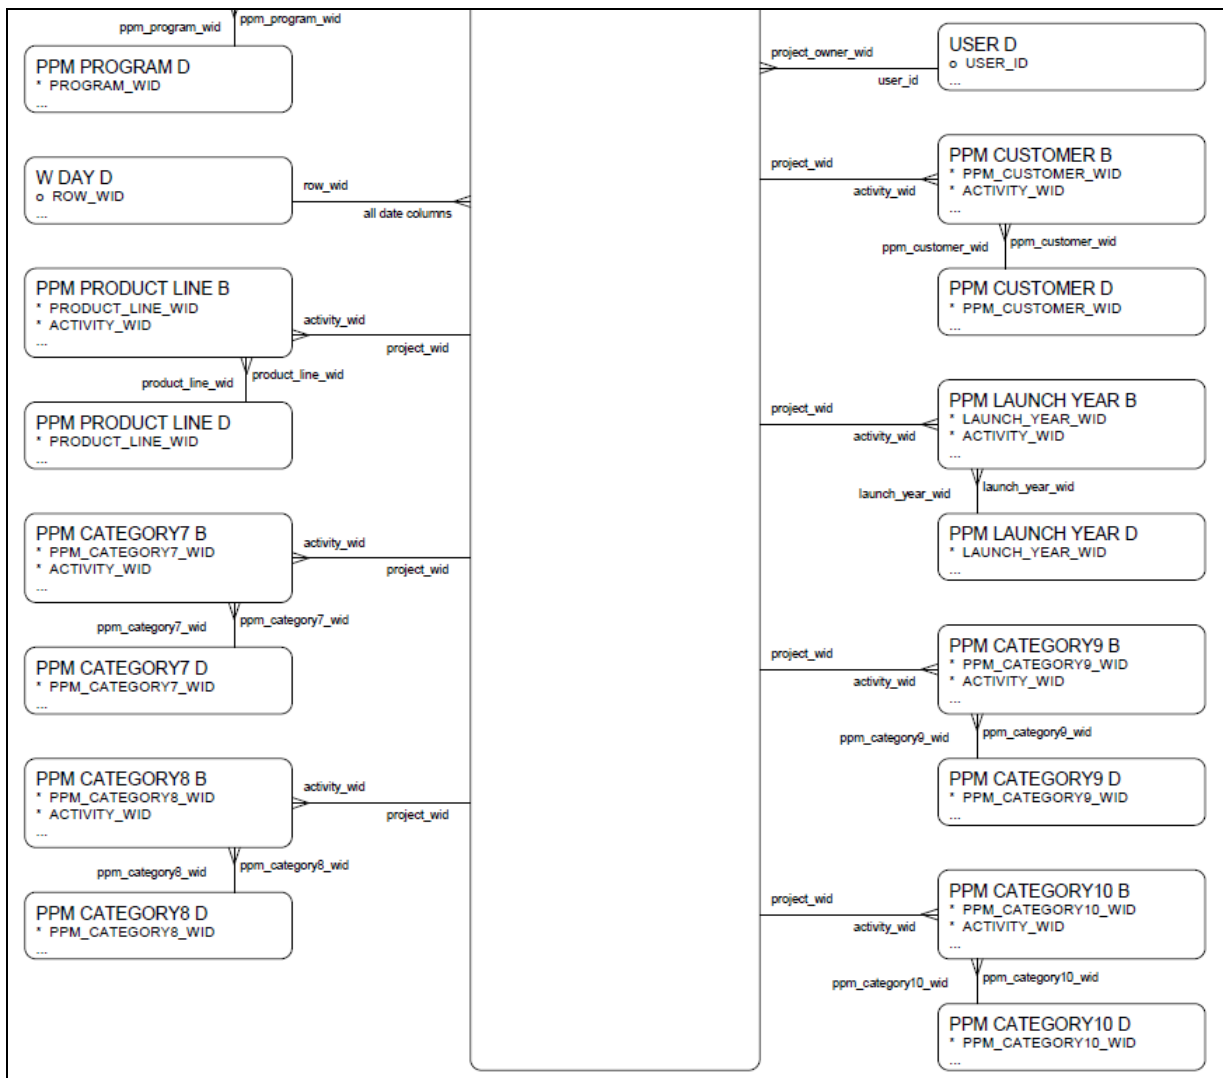 ppm_program_wid
ppm_program_wid
PPM PROGRAM D
* PROGRAM_WID
...
W DAY D
o ROW_WID
...
row_wid
all date columns
PPM PRODUCT LINE B
* PRODUCT_LINE_WID
* ACTIVITY_WID
...
activity_wid
project_wid
product_line_wid
product_line_wid
PPM PRODUCT LINE D
* PRODUCT_LINE_WID
...
PPM CATEGORY7 B
* PPM_CATEGORY7_WID
* ACTIVITY_WID
...
activity_wid
project_wid
ppm_category7_wid
ppm_category7_wid
PPM CATEGORY7 D
* PPM_CATEGORY7_WID
...
PPM CATEGORY8 B
* PPM_CATEGORY8_WID
* ACTIVITY_WID
...
activity_wid
project_wid
ppm_category8_wid
ppm_category8_wid
PPM CATEGORY8 D
* PPM_CATEGORY8_WID
...
project_owner_wid
user_id
USER D
o USER_ID
...
project_wid
activity_wid
PPM CUSTOMER B
* PPM_CUSTOMER_WID
* ACTIVITY_WID
...
ppm_customer_wid
ppm_customer_wid
PPM CUSTOMER D
* PPM_CUSTOMER_WID
...
project_wid
activity_wid
PPM LAUNCH YEAR B
* LAUNCH_YEAR_WID
* ACTIVITY_WID
...
launch_year_wid
launch_year_wid
PPM LAUNCH YEAR D
* LAUNCH_YEAR_WID
...
project_wid
activity_wid
PPM CATEGORY9 B
* PPM_CATEGORY9_WID
* ACTIVITY_WID
...
ppm_category9_wid
ppm_category9_wid
PPM CATEGORY9 D
* PPM_CATEGORY9_WID
...
project_wid
activity_wid
PPM CATEGORY10 B
* PPM_CATEGORY10_WID
* ACTIVITY_WID
...
ppm_category10_wid
ppm_category10_wid
PPM CATEGORY10 D
* PPM_CATEGORY10_WID
...